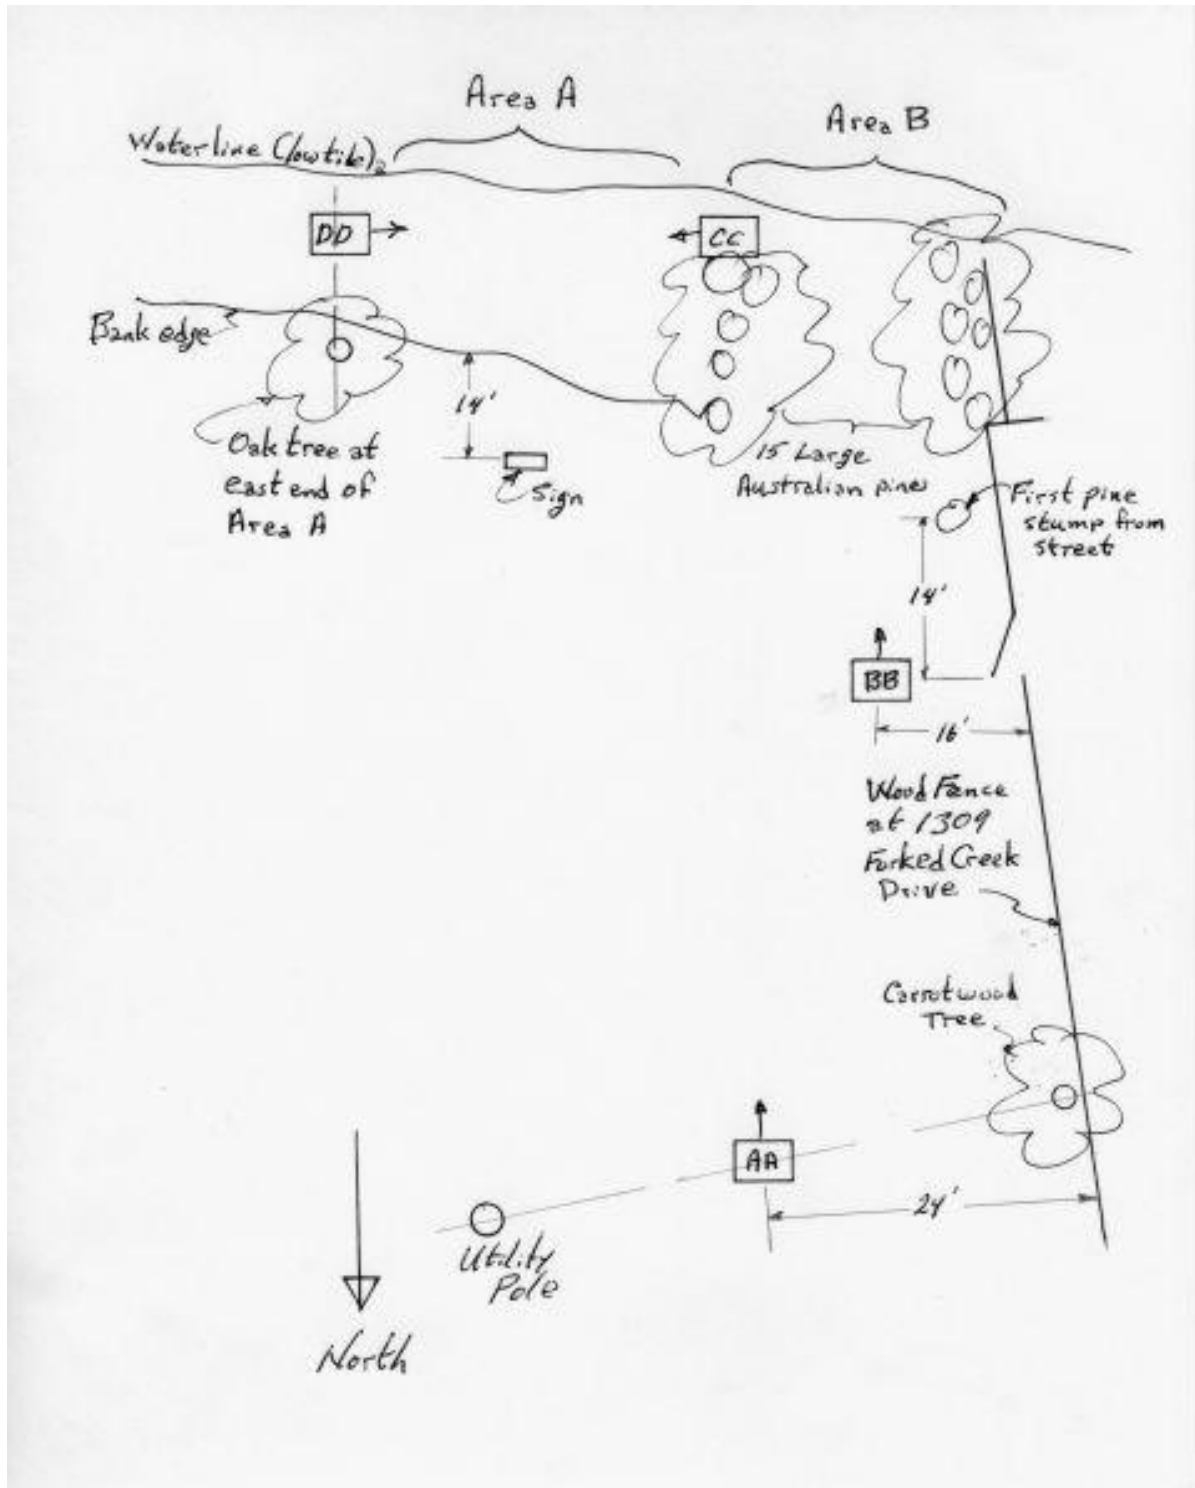 Area A
Area B
Waterline (low tide)
DD
CC
Bank edge
14'
Oak tree at
east end of
Area A
Sign
15 Large
Australian pines
First pine
stump from
street
14'
BB
16'
Wood Fence
at 1309
Forked Creek
Drive
Carrotwood
Tree
AA
24'
Utility
Pole
North